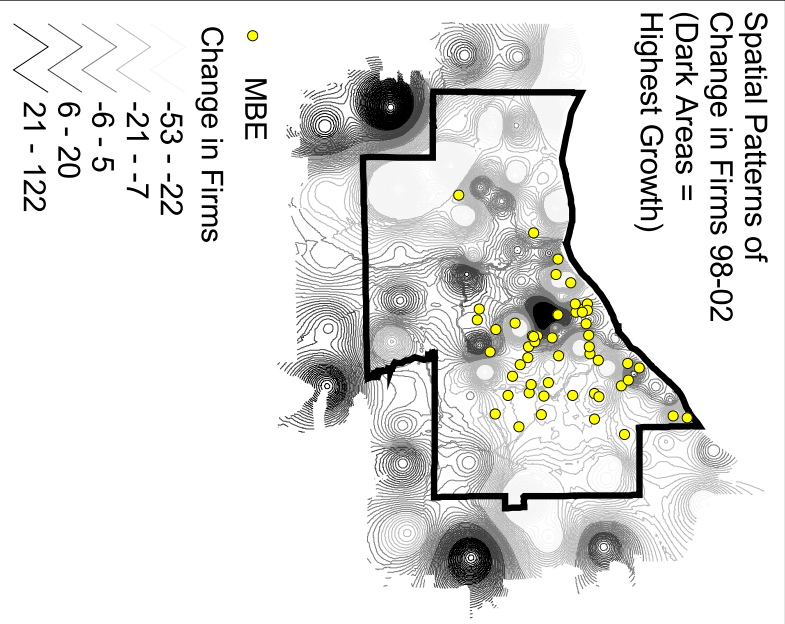 Spatial Patterns of
Change in Firms 98-02
(Dark Areas =
Highest Growth)
MBE
Change in Firms
-53 - -22
-21 - -7
-6 - 5
6 - 20
21 - 122